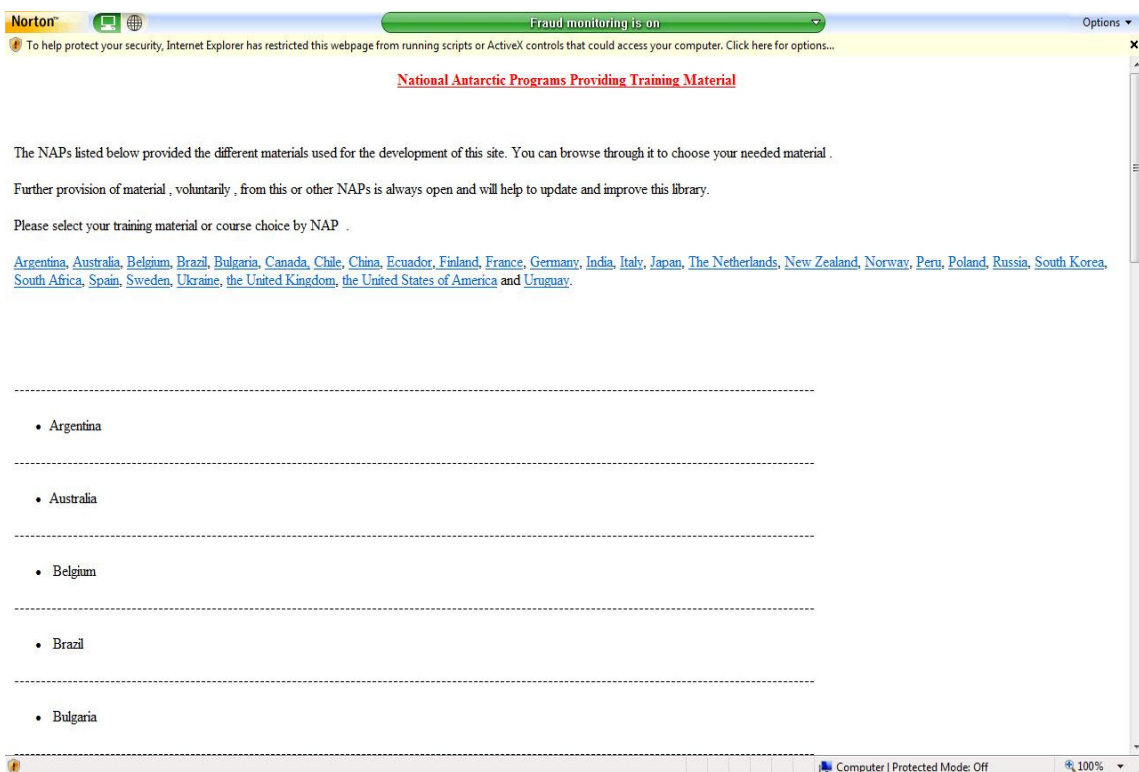 Norton™ Fraud monitoring is on Options
To help protect your security, Internet Explorer has restricted this webpage from running scripts or ActiveX controls that could access your computer. Click here for options...
National Antarctic Programs Providing Training Material
The NAPs listed below provided the different materials used for the development of this site. You can browse through it to choose your needed material .
Further provision of material , voluntarily , from this or other NAPs is always open and will help to update and improve this library.
Please select your training material or course choice by NAP .
Argentina, Australia, Belgium, Brazil, Bulgaria, Canada, Chile, China, Ecuador, Finland, France, Germany, India, Italy, Japan, The Netherlands, New Zealand, Norway, Peru, Poland, Russia, South Korea,
South Africa, Spain, Sweden, Ukraine, the United Kingdom, the United States of America and Uruguay.
• Argentina
• Australia
• Belgium
• Brazil
• Bulgaria
Computer | Protected Mode: Off 100%